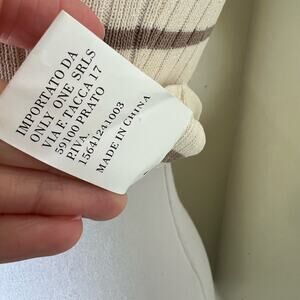 IMPORTATO DA
ONLY ONE SRLS
VIA F. TACCA 17
59100 PRATO
P.IVA.
15641241003
MADE IN CHINA